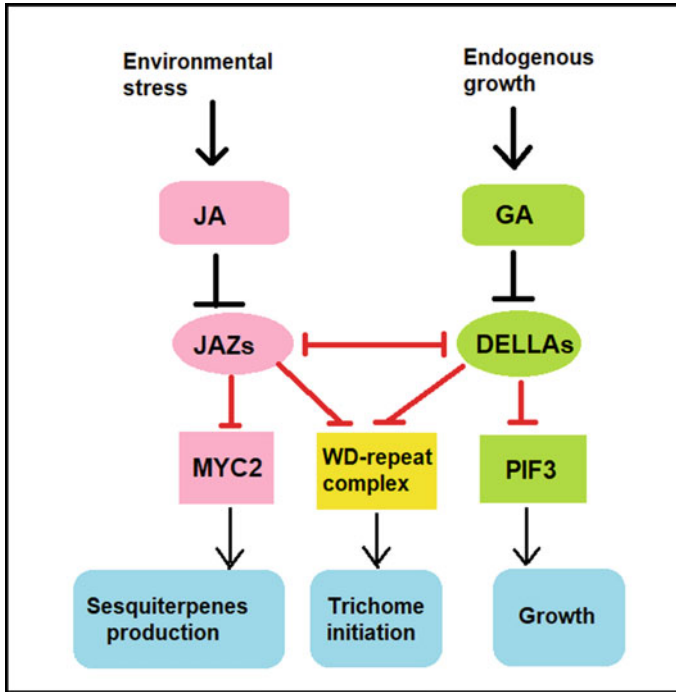 Environmental
stress
Endogenous
growth
JA
GA
JAZs
DELLAs
MYC2
WD-repeat
complex
PIF3
Sesquiterpenes
production
Trichome
initiation
Growth